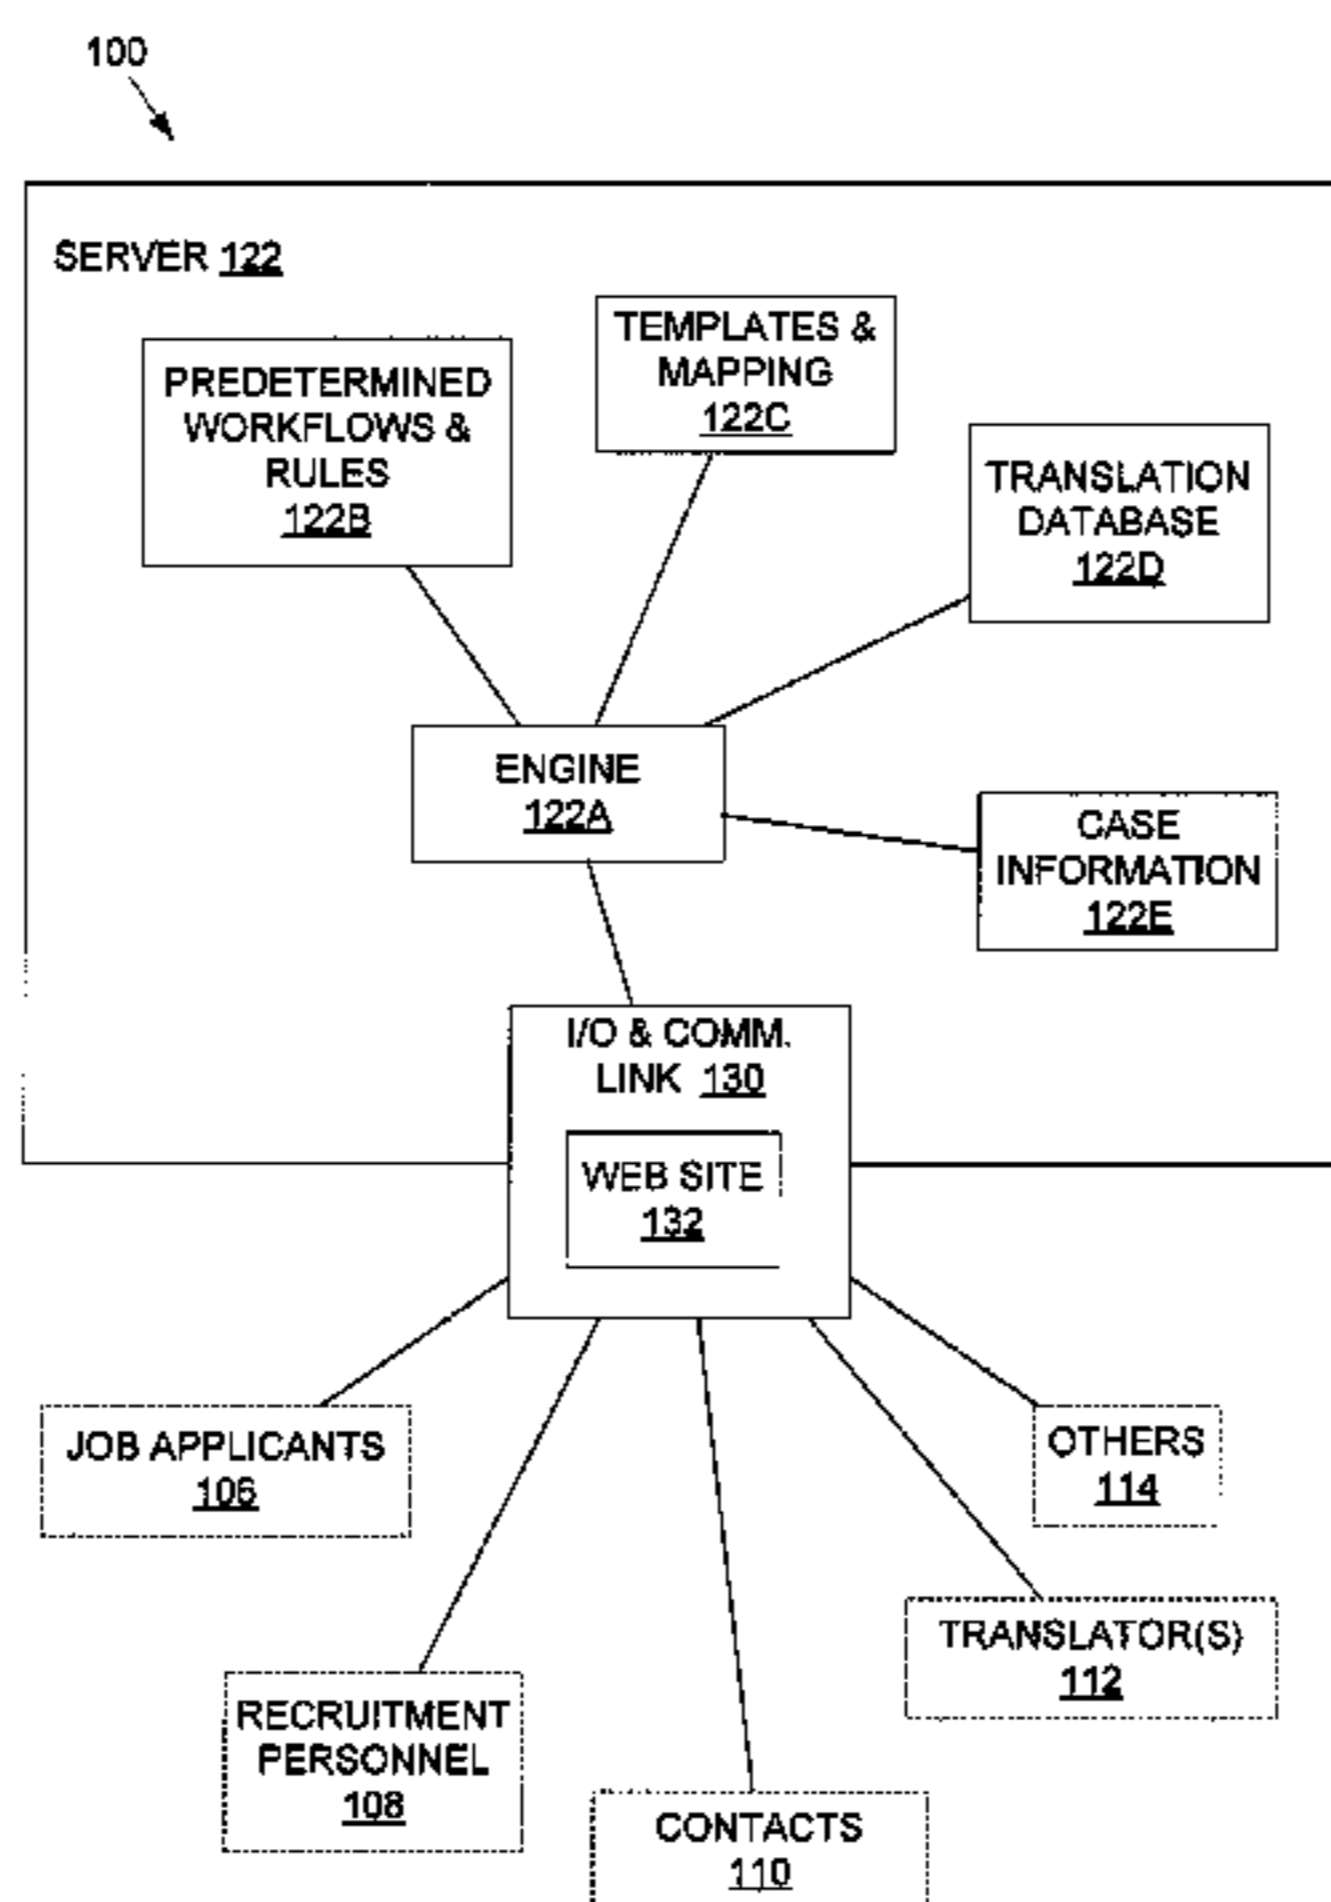 100
SERVER 122
TEMPLATES &
MAPPING
122C
PREDETERMINED
WORKFLOWS &
RULES
122B
TRANSLATION
DATABASE
122D
ENGINE
122A
CASE
INFORMATION
122E
I/O & COMM.
LINK 130
WEB SITE
132
JOB APPLICANTS
106
OTHERS
114
TRANSLATOR(S)
112
RECRUITMENT
PERSONNEL
108
CONTACTS
110